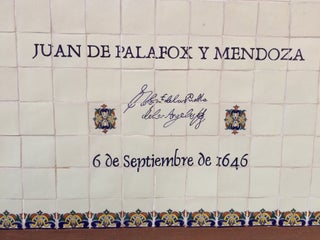 JUAN DE PALAFOX Y MENDOZA
6 de Septiembre de 1646